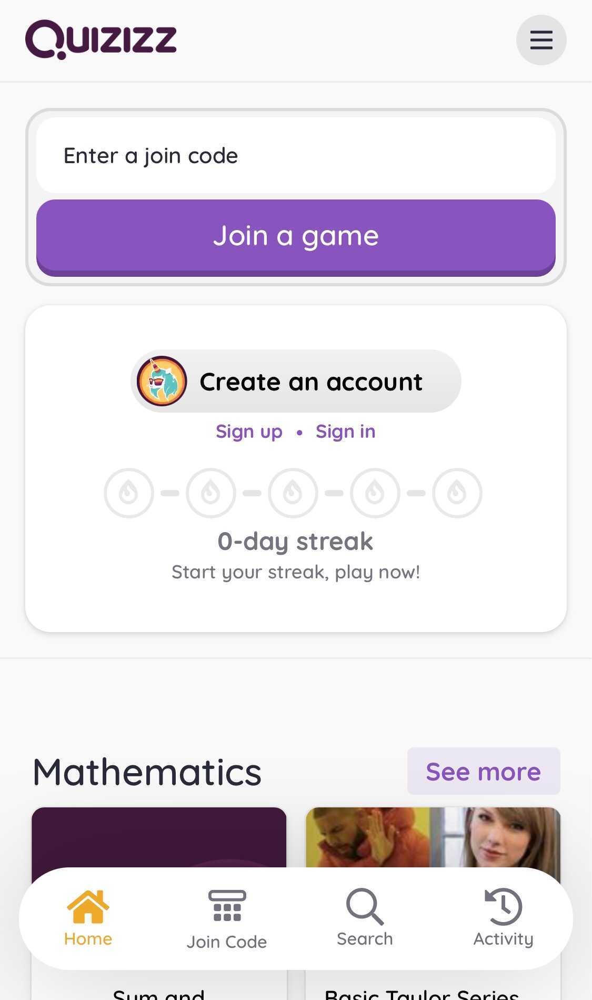 Quizizz
Enter a join code
Join a game
Create an account
Sign up • Sign in
0-day streak
Start your streak, play now!
Mathematics
See more
Home
Join Code
Search
Activity
Sum and
Basic Taylor Series